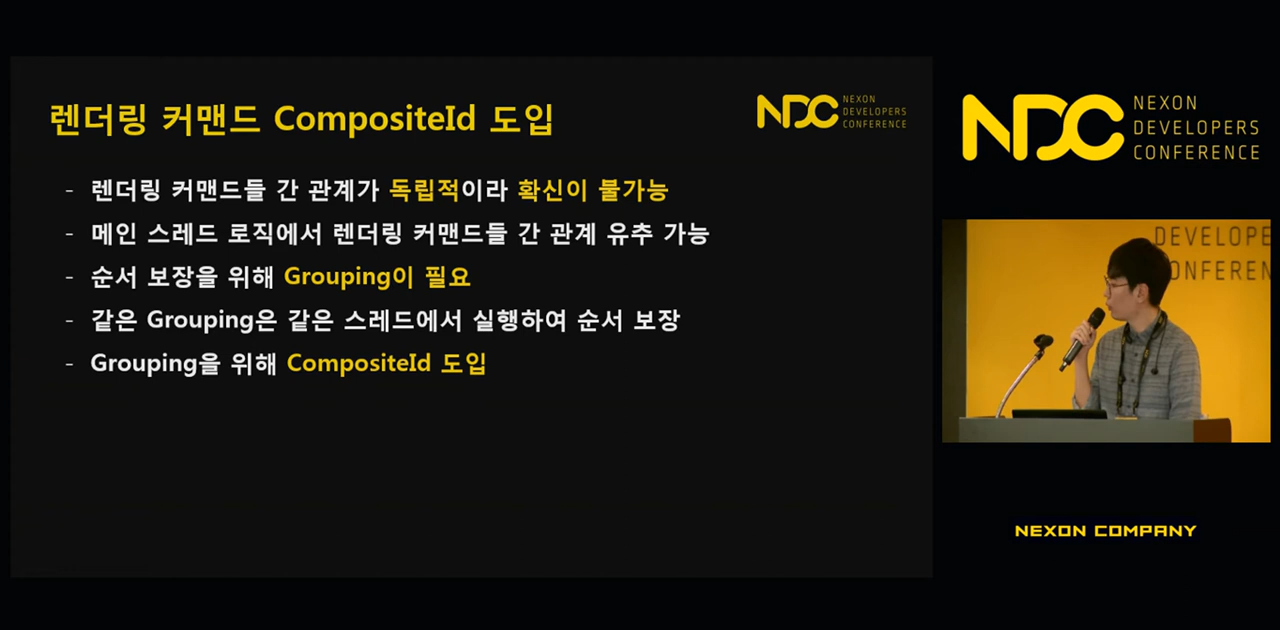 렌더링 커맨드 CompositeId 도입
NDC NEXON
DEVELOPERS
CONFERENCE
- 렌더링 커맨드들 간 관계가 독립적이라 확신이 불가능
- 메인 스레드 로직에서 렌더링 커맨드들 간 관계 유추 가능
- 순서 보장을 위해 Grouping이 필요
- 같은 Grouping은 같은 스레드에서 실행하여 순서 보장
- Grouping을 위해 CompositeId 도입
NDC NEXON
DEVELOPERS
CONFERENCE
DEVELOPE
ONFEREN
NEXON COMPANY